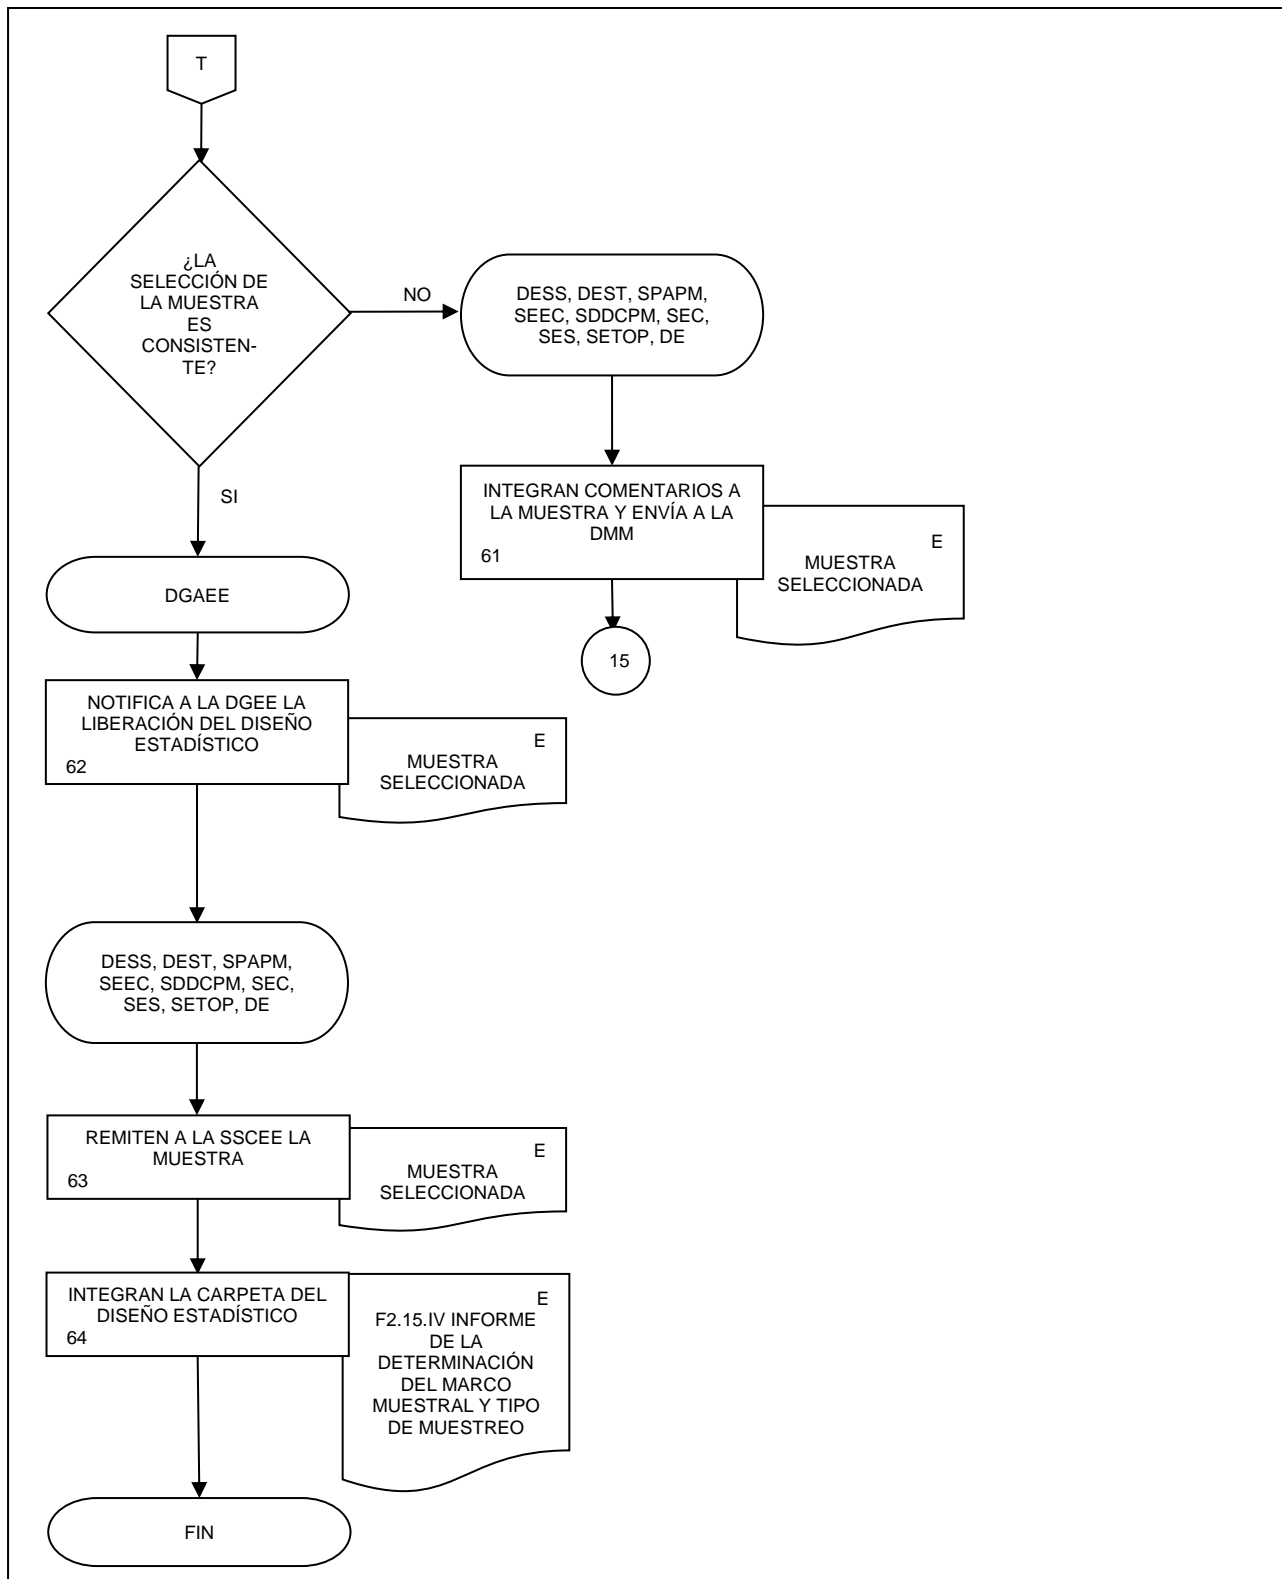 T
¿LA
SELECCIÓN DE
LA MUESTRA
ES
CONSISTEN-
TE?
NO
DESS, DEST, SPAPM,
SEEC, SDDCPM, SEC,
SES, SETOP, DE
INTEGRAN COMENTARIOS A
LA MUESTRA Y ENVÍA A LA
DMM
61
E
MUESTRA
SELECCIONADA
15
SI
DGAEE
NOTIFICA A LA DGEE LA
LIBERACIÓN DEL DISEÑO
ESTADÍSTICO
62
E
MUESTRA
SELECCIONADA
DESS, DEST, SPAPM,
SEEC, SDDCPM, SEC,
SES, SETOP, DE
REMITEN A LA SSCEE LA
MUESTRA
63
E
MUESTRA
SELECCIONADA
INTEGRAN LA CARPETA DEL
DISEÑO ESTADÍSTICO
64
E
F2.15.IV INFORME
DE LA
DETERMINACIÓN
DEL MARCO
MUESTRAL Y TIPO
DE MUESTREO
FIN